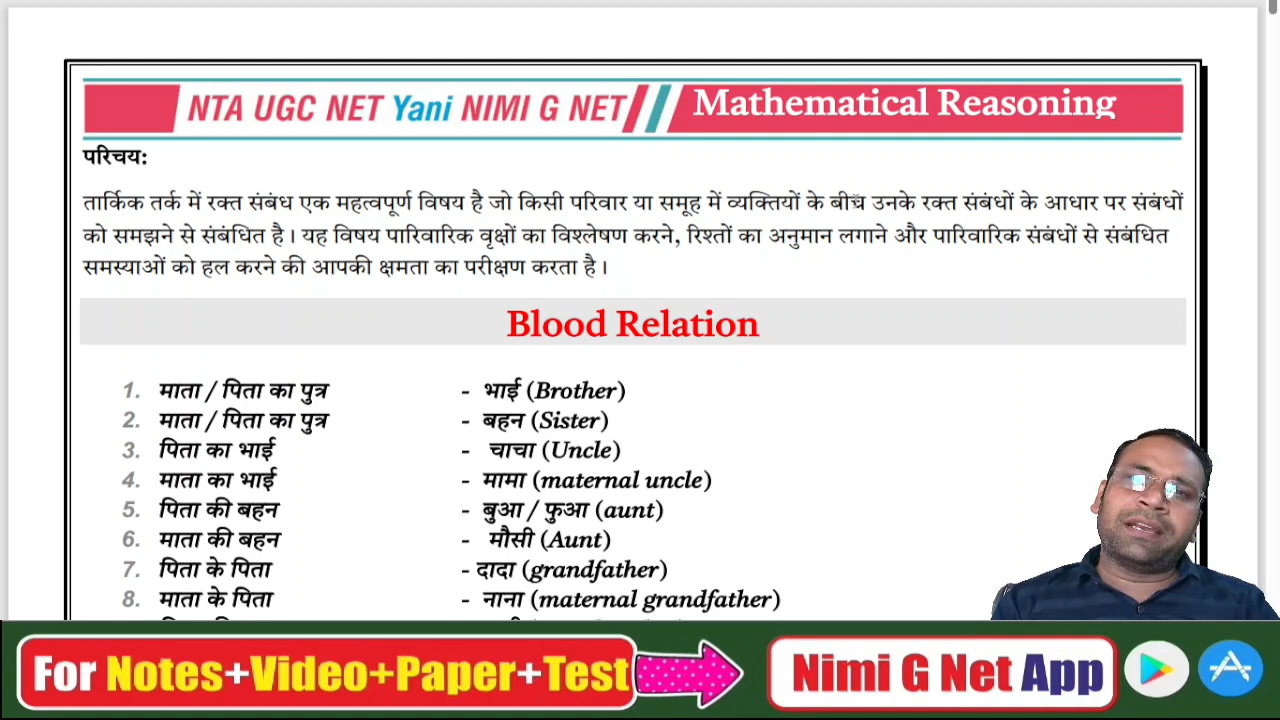 NTA UGC NET Yani NIMI G NET Mathematical Reasoning
परिचय:
तार्किक तर्क में रक्त संबंध एक महत्वपूर्ण विषय है जो किसी परिवार या समूह में व्यक्तियों के बीच उनके रक्त संबंधों के आधार पर संबंधों
को समझने से संबंधित है। यह विषय पारिवारिक वृक्षों का विश्लेषण करने, रिश्तों का अनुमान लगाने और पारिवारिक संबंधों से संबंधित
समस्याओं को हल करने की आपकी क्षमता का परीक्षण करता है।
Blood Relation
1. माता / पिता का पुत्र - भाई (Brother)
2. माता / पिता का पुत्र - बहन (Sister)
3. पिता का भाई - चाचा (Uncle)
4. माता का भाई - मामा (maternal uncle)
5. पिता की बहन - बुआ / फुआ (aunt)
6. माता की बहन - मौसी (Aunt)
7. पिता के पिता - दादा (grandfather)
8. माता के पिता - नाना (maternal grandfather)
For Notes+Video+Paper+Test Nimi G Net App